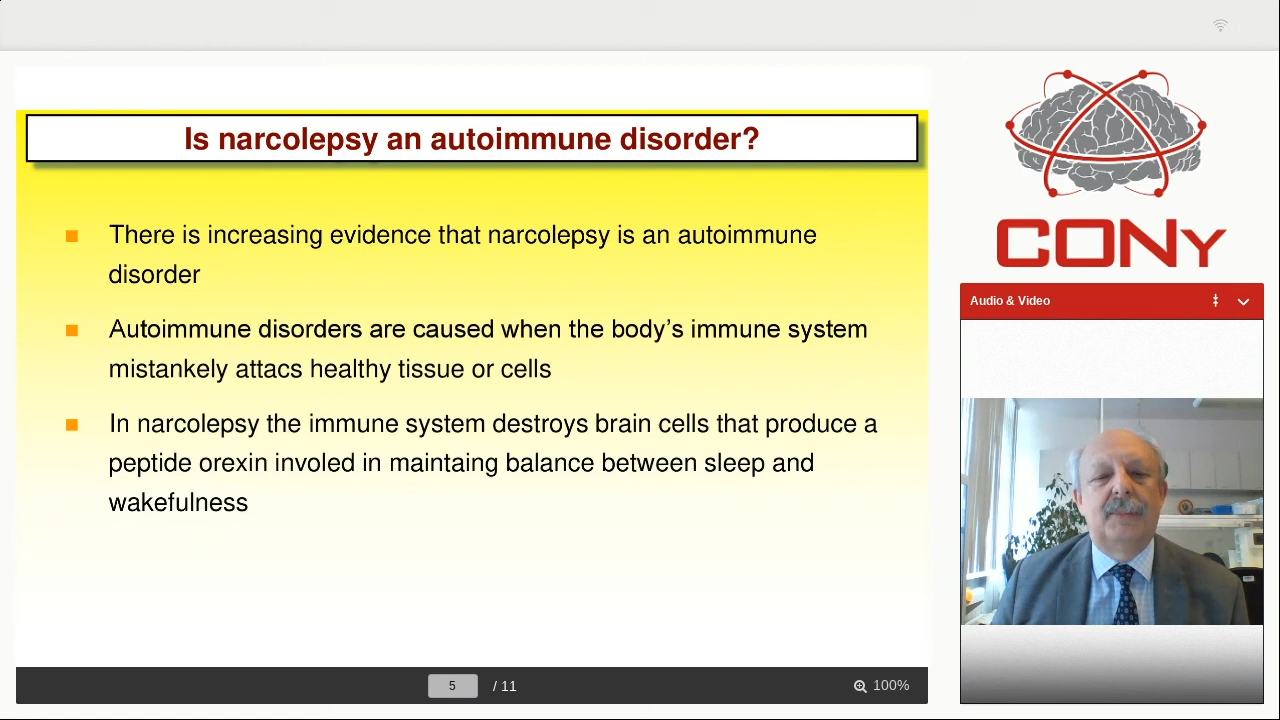 Is narcolepsy an autoimmune disorder?
There is increasing evidence that narcolepsy is an autoimmune
disorder
Autoimmune disorders are caused when the body’s immune system
mistankely attacs healthy tissue or cells
In narcolepsy the immune system destroys brain cells that produce a
peptide orexin involed in maintaing balance between sleep and
wakefulness
5 / 11
100%
CONy
Audio & Video